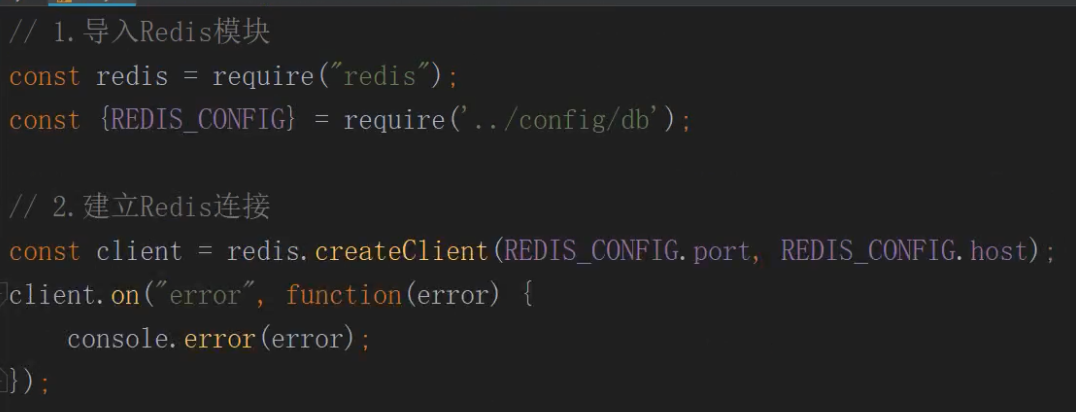 // 1.导入Redis模块
const redis = require("redis");
const {REDIS_CONFIG} = require('../config/db');
// 2.建立Redis连接
const client = redis.createClient(REDIS_CONFIG.port, REDIS_CONFIG.host);
client.on("error", function(error) {
    console.error(error);
});